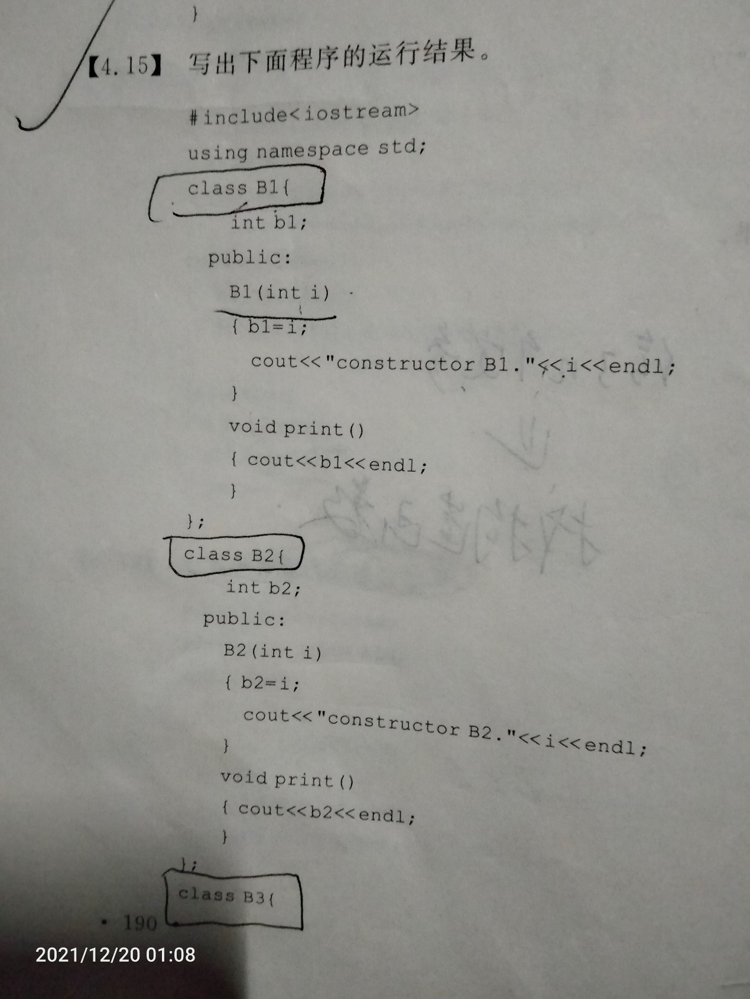 }
【4.15】 写出下面程序的运行结果。
#include<iostream>
using namespace std;
class B1{
int b1;
public:
B1(int i)
{ b1=i;
cout<<"constructor B1."<<i<<endl;
}
void print()
{ cout<<b1<<endl;
}
};
class B2{
int b2;
public:
B2(int i)
{ b2=i;
cout<<"constructor B2."<<i<<endl;
}
void print()
{ cout<<b2<<endl;
}
};
class B3{
• 190
2021/12/20 01:08